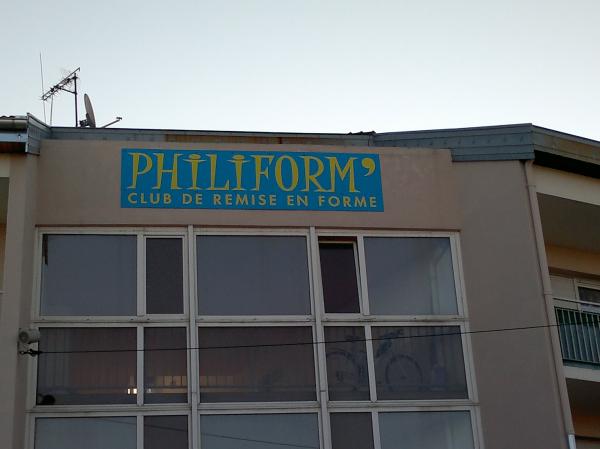 PHILIFORM'
CLUB DE REMISE EN FORME